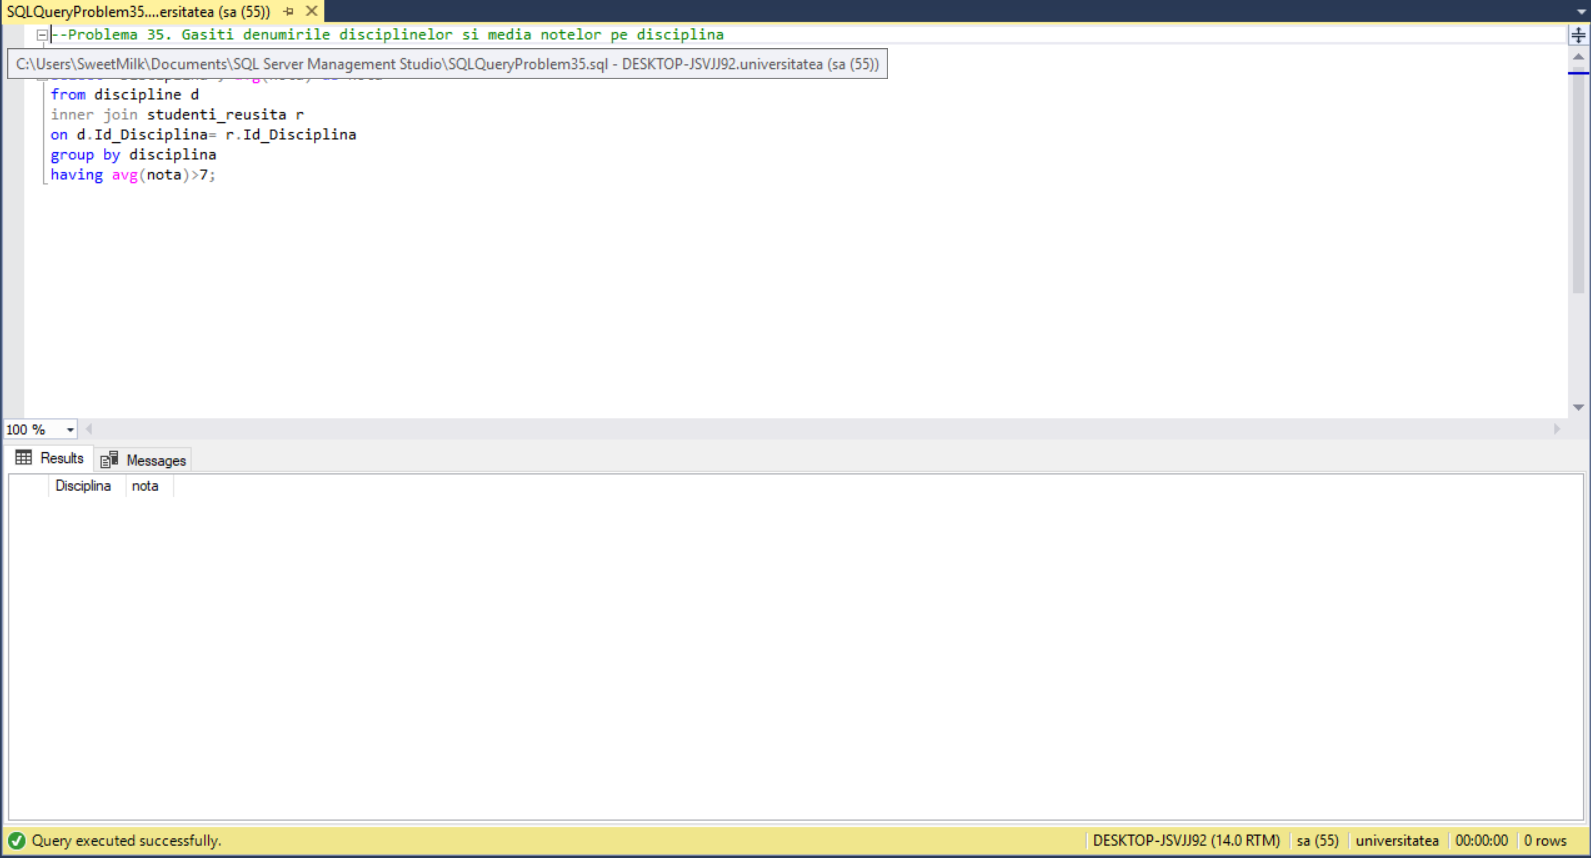 SQLQueryProblem35....ersitatea (sa (55))
--Problema 35. Gasiti denumirile disciplinelor si media notelor pe disciplina
C:\Users\SweetMilk\Documents\SQL Server Management Studio\SQLQueryProblem35.sql - DESKTOP-JSVJJ92.universitatea (sa (55))
from discipline d
inner join studenti_reusita r
on d.Id_Disciplina= r.Id_Disciplina
group by disciplina
having avg(nota)>7;
100 %
Results Messages
Disciplina nota
Query executed successfully. DESKTOP-JSVJJ92 (14.0 RTM) sa (55) universitatea 00:00:00 0 rows